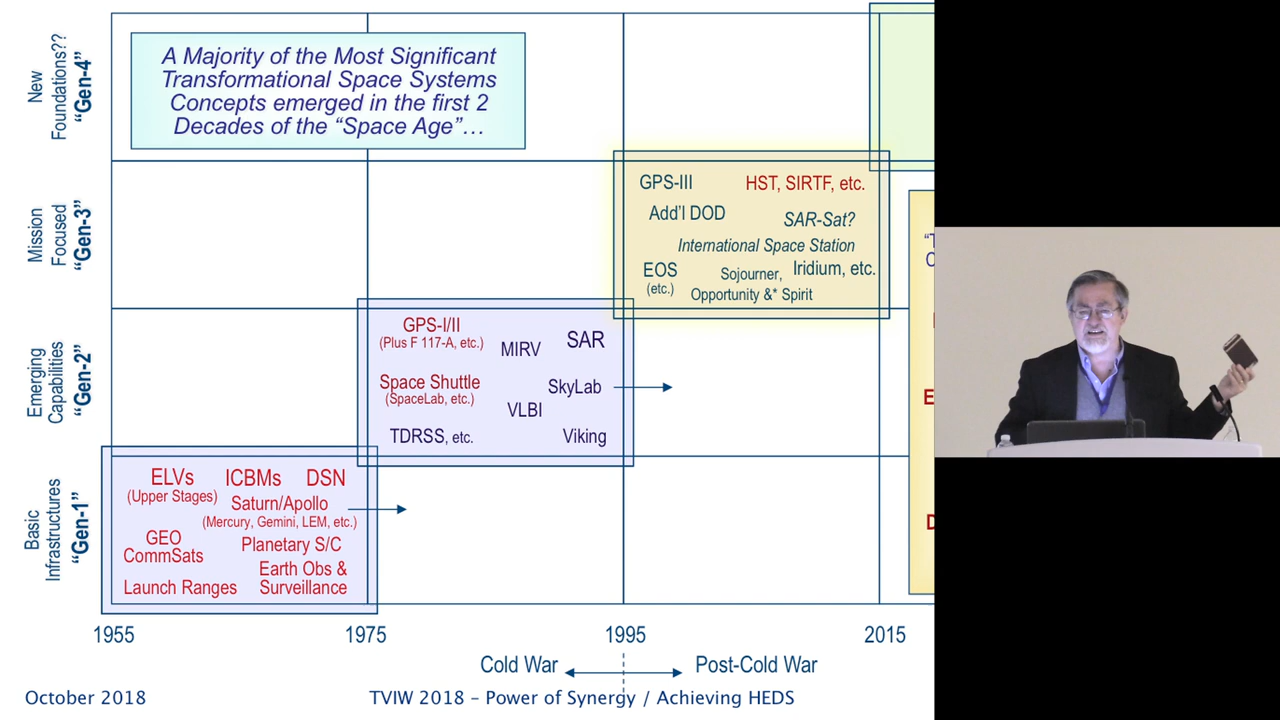 New
Foundations??
“Gen-4”
A Majority of the Most Significant
Transformational Space Systems
Concepts emerged in the first 2
Decades of the “Space Age”…
Mission
Focused
“Gen-3”
GPS-III
HST, SIRTF, etc.
Add’l DOD
SAR-Sat?
International Space Station
EOS
(etc.)
Sojourner,
Iridium, etc.
Opportunity &* Spirit
Emerging
Capabilities
“Gen-2”
GPS-I/II
(Plus F 117-A, etc.)
MIRV
SAR
Space Shuttle
(SpaceLab, etc.)
SkyLab
VLBI
TDRSS, etc.
Viking
Basic
Infrastructures
“Gen-1”
ELVs
(Upper Stages)
ICBMs
DSN
Saturn/Apollo
(Mercury, Gemini, LEM, etc.)
GEO
CommSats
Planetary S/C
Earth Obs &
Surveillance
Launch Ranges
1955
1975
1995
2015
Cold War
Post-Cold War
October 2018
TVIW 2018 – Power of Synergy / Achieving HEDS